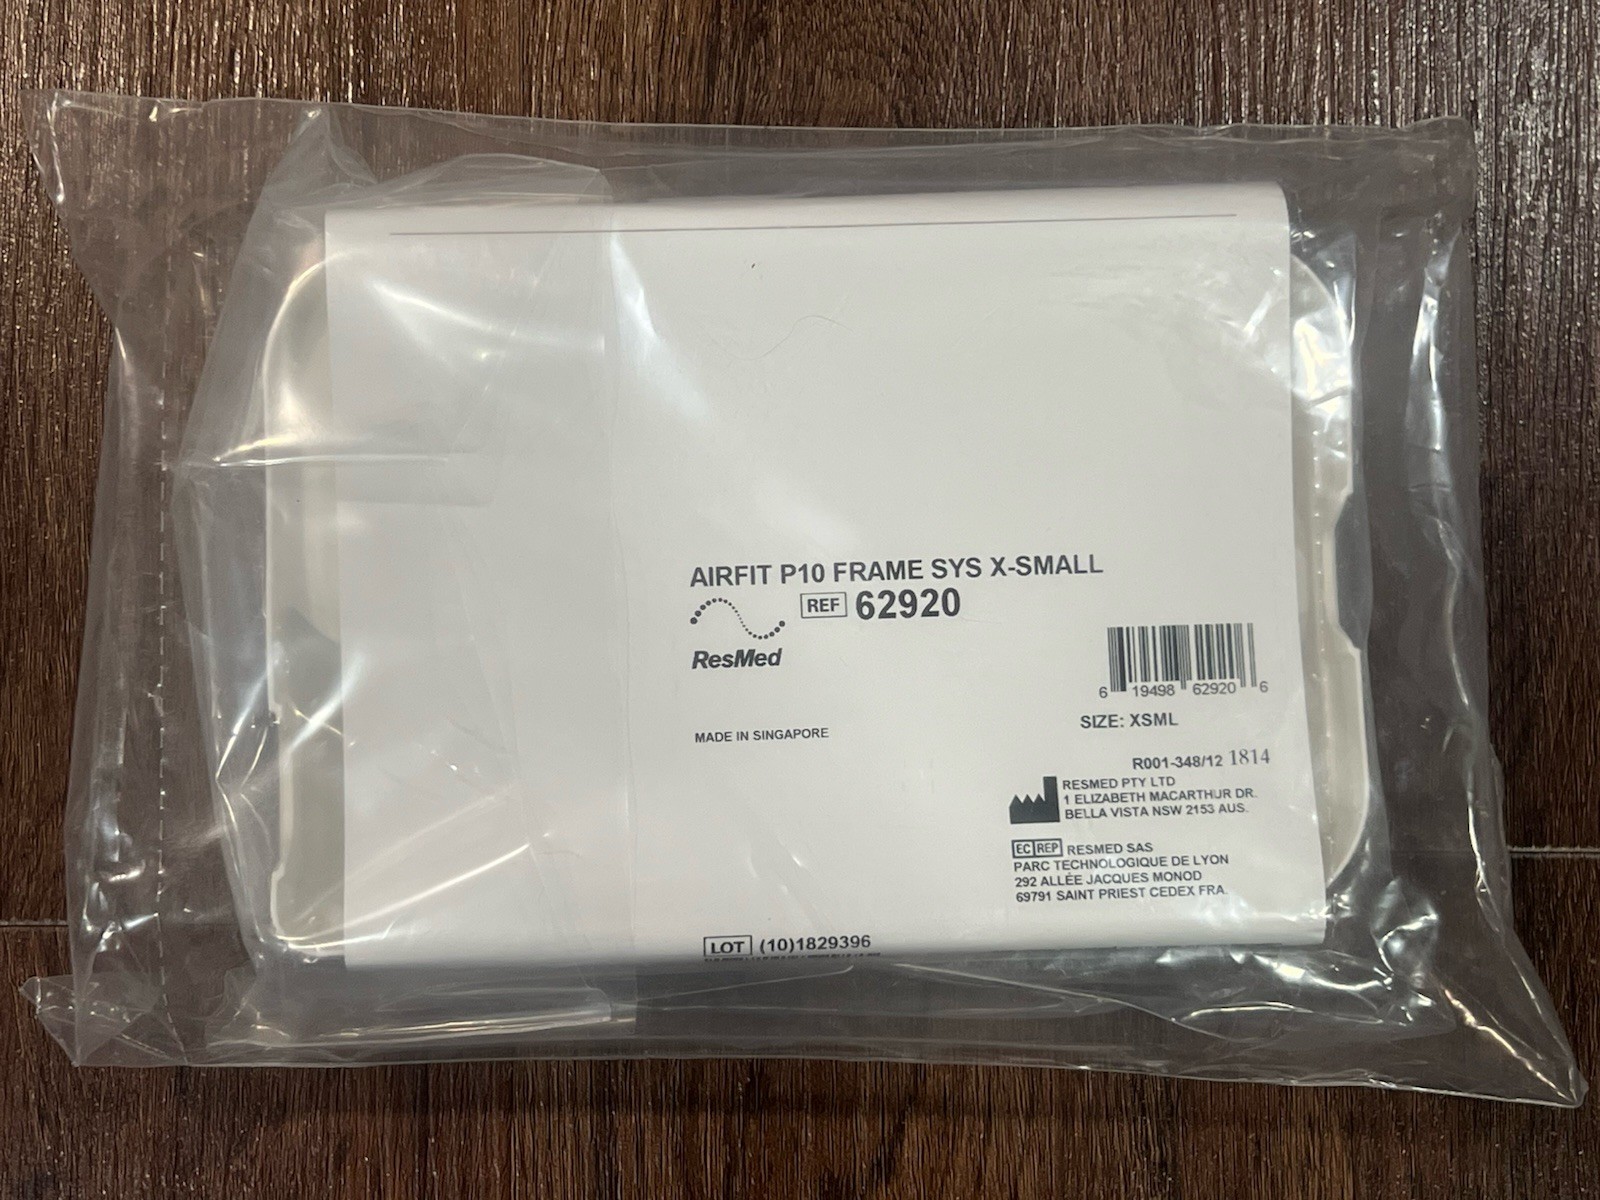 AIRFIT P10 FRAME SYS X-SMALL
REF 62920
ResMed
6 19498 62920 6
SIZE: XSML
MADE IN SINGAPORE
R001-348/12 1814
RESMED PTY LTD
1 ELIZABETH MACARTHUR DR.
BELLA VISTA NSW 2153 AUS.
EC REP RESMED SAS
PARC TECHNOLOGIQUE DE LYON
292 ALLÉE JACQUES MONOD
69791 SAINT PRIEST CEDEX FRA.
LOT (10)1829396